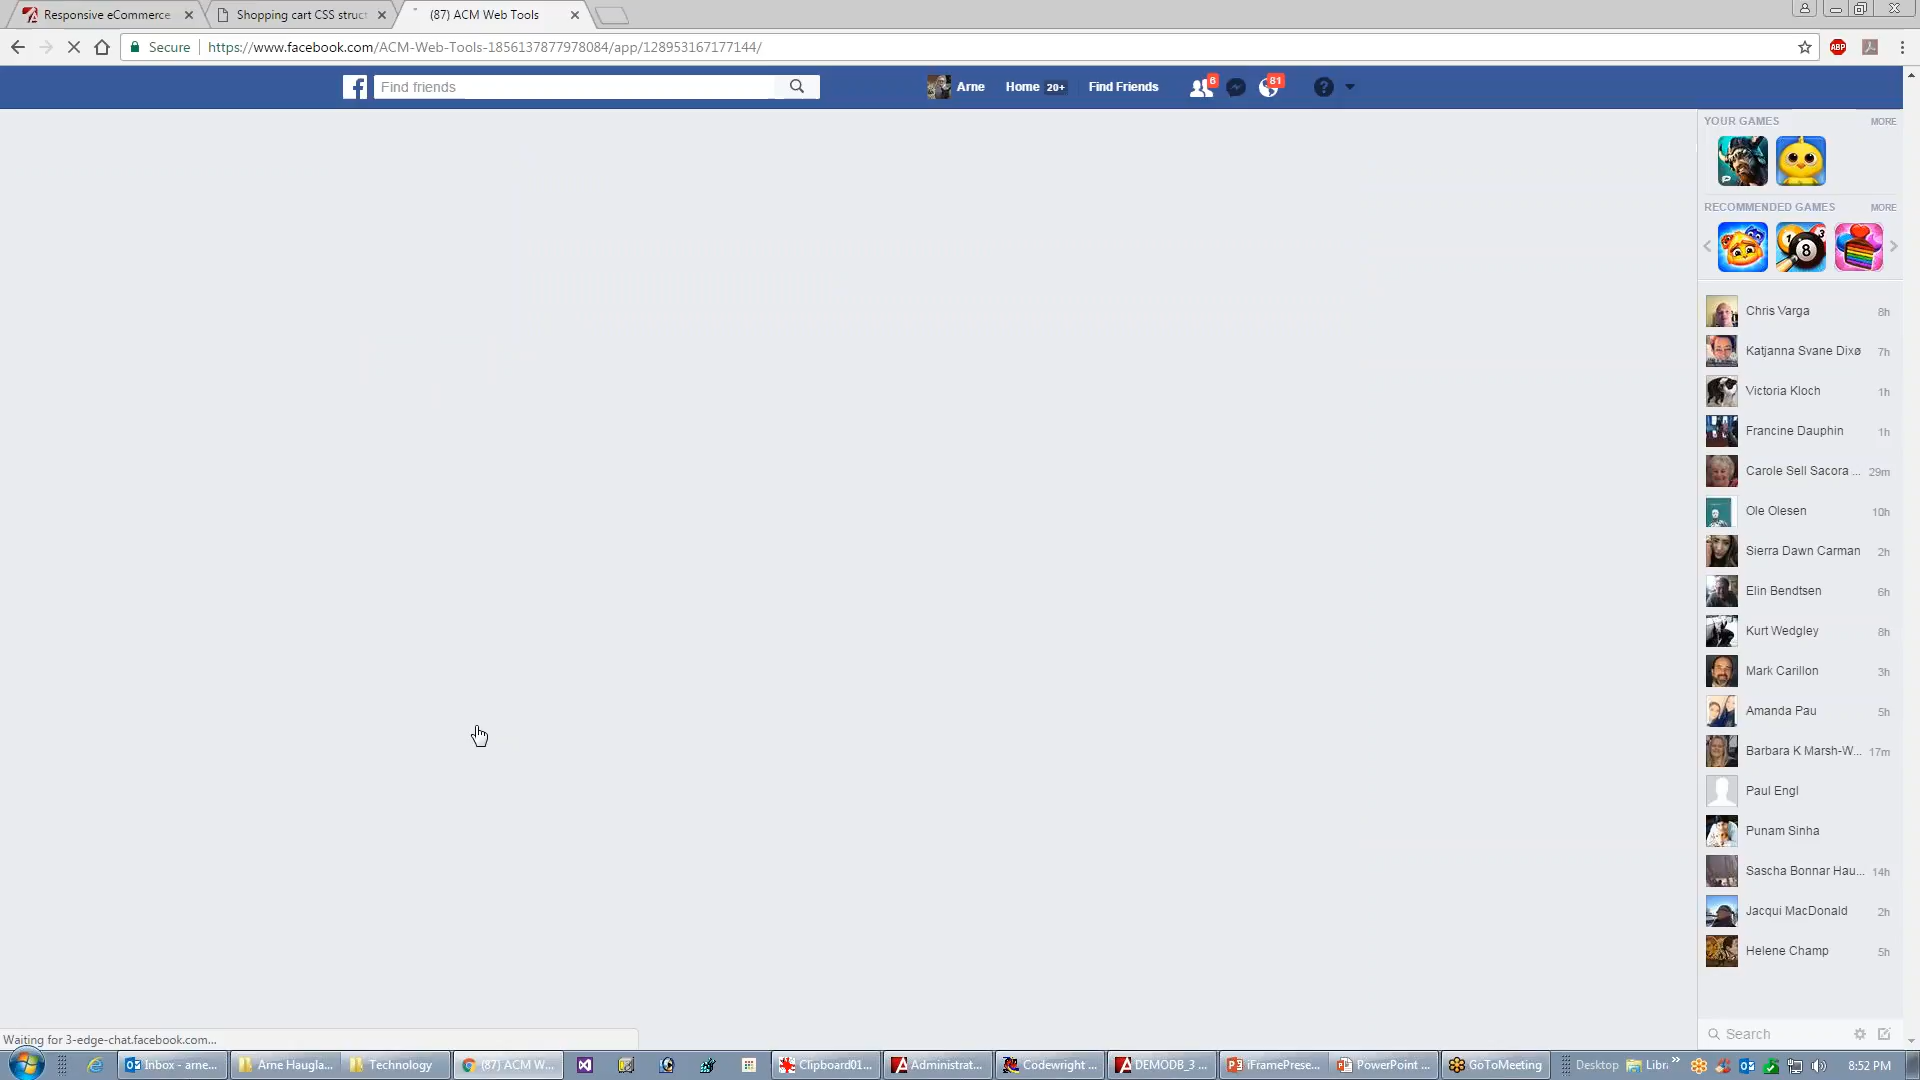 Responsive eCommerce
Shopping cart CSS struct
(87) ACM Web Tools
Secure https://www.facebook.com/ACM-Web-Tools-1856137877978084/app/128953167177144/
ABP
Find friends
Arne
Home 20+
Find Friends
6
81
YOUR GAMES
MORE
RECOMMENDED GAMES
MORE
Chris Varga 8h
Katjanna Svane Dixø 7h
Victoria Kloch 1h
Francine Dauphin 1h
Carole Sell Sacora ... 29m
Ole Olesen 10h
Sierra Dawn Carman 2h
Elin Bendtsen 6h
Kurt Wedgley 8h
Mark Carillon 3h
Amanda Pau 5h
Barbara K Marsh-W... 17m
Paul Engl
Punam Sinha
Sascha Bonnar Hau... 14h
Jacqui MacDonald 2h
Helene Champ 5h
Search
Waiting for 3-edge-chat.facebook.com...
Inbox - arne...
Arne Haugla...
Technology
(87) ACM W...
Clipboard01...
Administrat...
Codewright ...
DEMODB_3 ...
iFramePrese...
PowerPoint ...
GoToMeeting
Desktop
Libra
8:52 PM